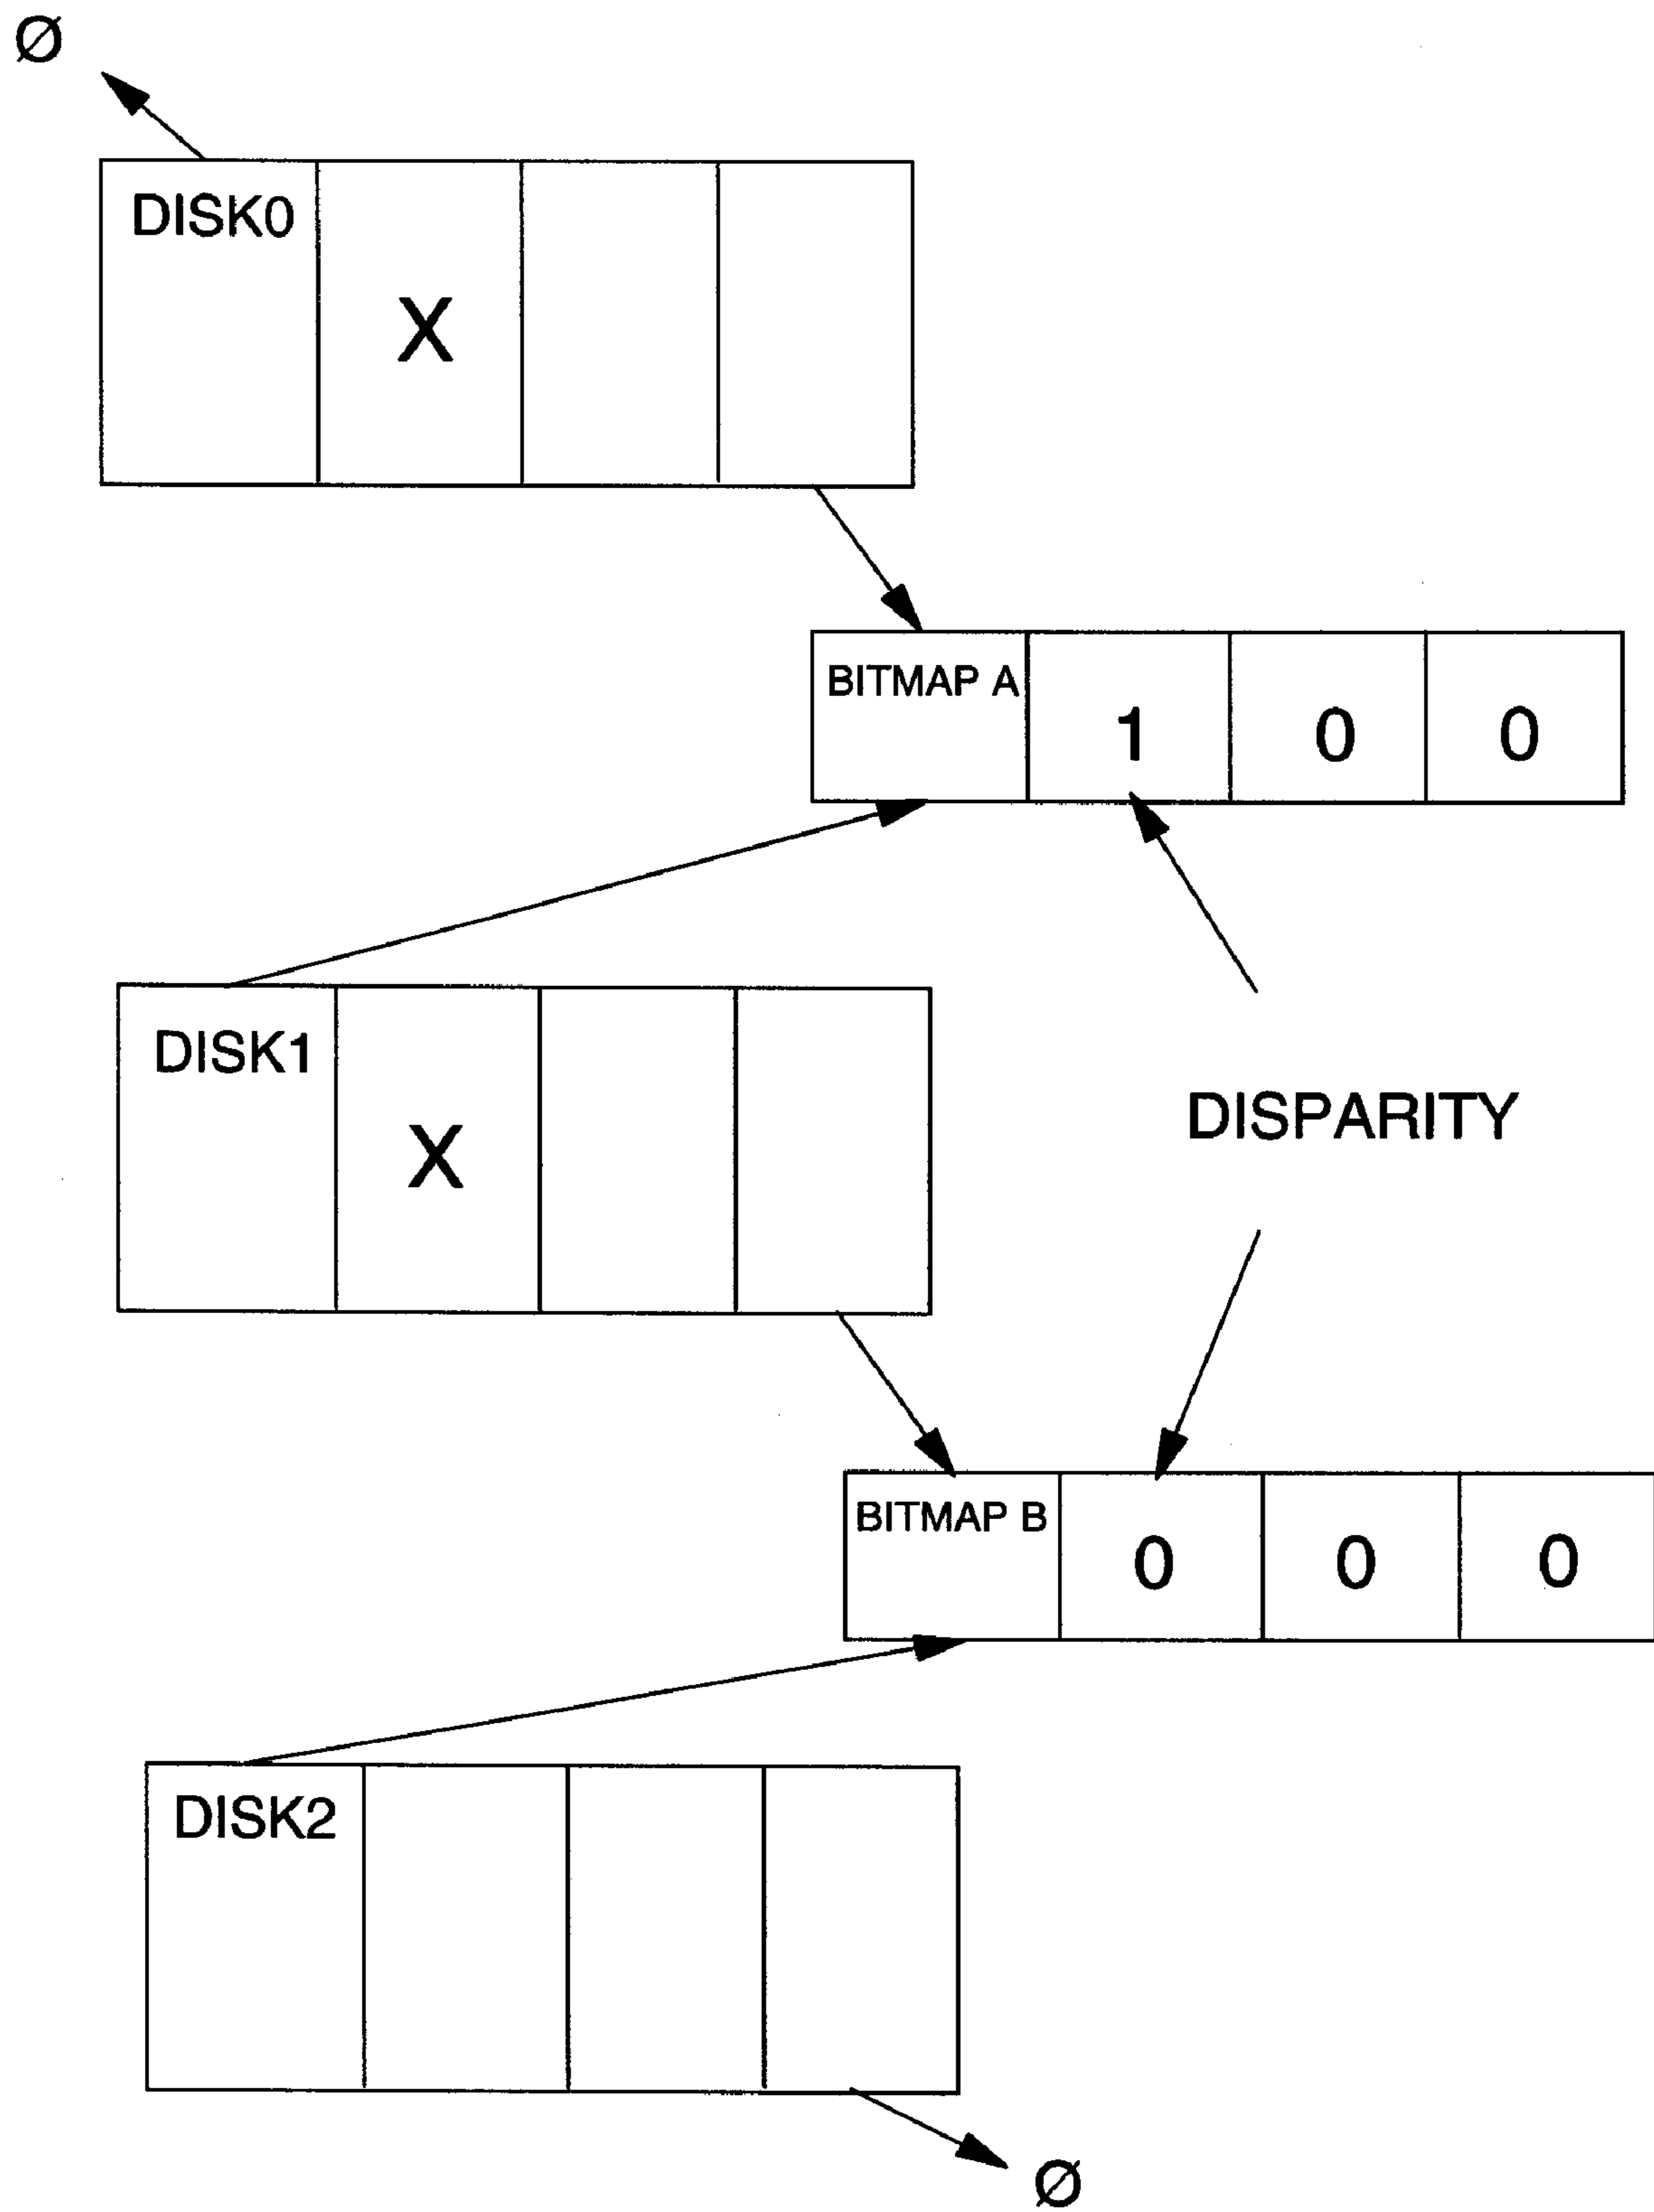 Ø
DISK0
X
BITMAP A
1 0 0
DISK1
X
DISPARITY
BITMAP B
0 0 0
DISK2
Ø